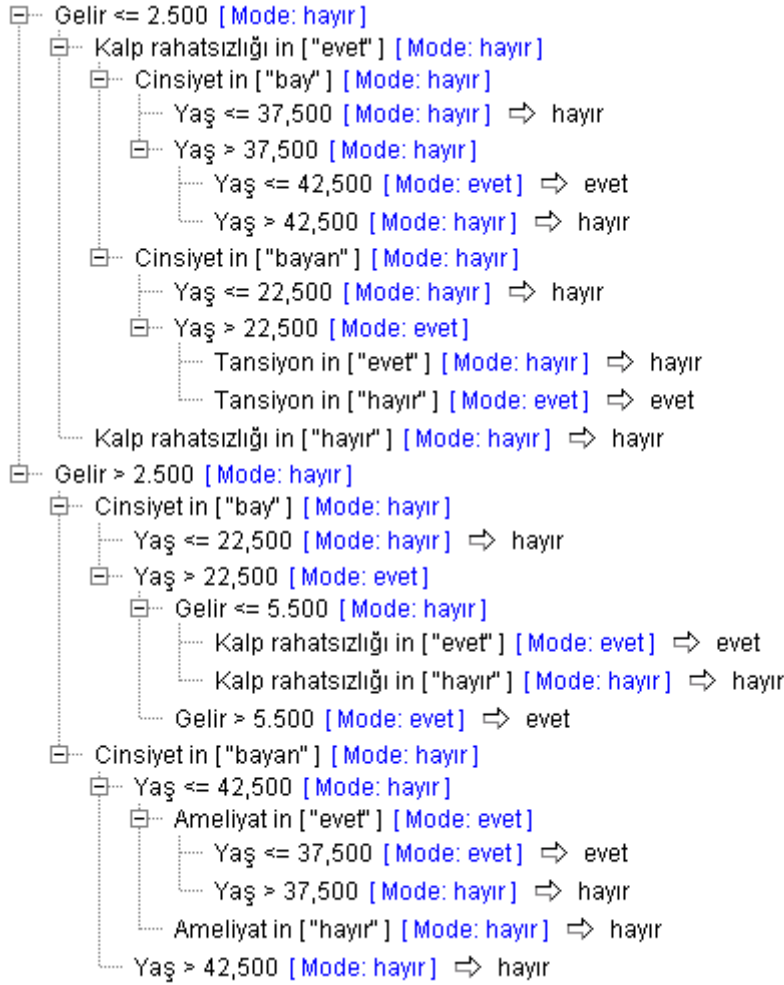 Gelir <= 2.500 [Mode: hayır]
Kalp rahatsızlığı in ["evet"] [Mode: hayır]
Cinsiyet in ["bay"] [Mode: hayır]
Yaş <= 37,500 [Mode: hayır] ⇨ hayır
Yaş > 37,500 [Mode: hayır]
Yaş <= 42,500 [Mode: evet] ⇨ evet
Yaş > 42,500 [Mode: hayır] ⇨ hayır
Cinsiyet in ["bayan"] [Mode: hayır]
Yaş <= 22,500 [Mode: hayır] ⇨ hayır
Yaş > 22,500 [Mode: evet]
Tansiyon in ["evet"] [Mode: hayır] ⇨ hayır
Tansiyon in ["hayır"] [Mode: evet] ⇨ evet
Kalp rahatsızlığı in ["hayır"] [Mode: hayır] ⇨ hayır
Gelir > 2.500 [Mode: hayır]
Cinsiyet in ["bay"] [Mode: hayır]
Yaş <= 22,500 [Mode: hayır] ⇨ hayır
Yaş > 22,500 [Mode: evet]
Gelir <= 5.500 [Mode: hayır]
Kalp rahatsızlığı in ["evet"] [Mode: evet] ⇨ evet
Kalp rahatsızlığı in ["hayır"] [Mode: hayır] ⇨ hayır
Gelir > 5.500 [Mode: evet] ⇨ evet
Cinsiyet in ["bayan"] [Mode: hayır]
Yaş <= 42,500 [Mode: hayır]
Ameliyat in ["evet"] [Mode: evet]
Yaş <= 37,500 [Mode: evet] ⇨ evet
Yaş > 37,500 [Mode: hayır] ⇨ hayır
Ameliyat in ["hayır"] [Mode: hayır] ⇨ hayır
Yaş > 42,500 [Mode: hayır] ⇨ hayır